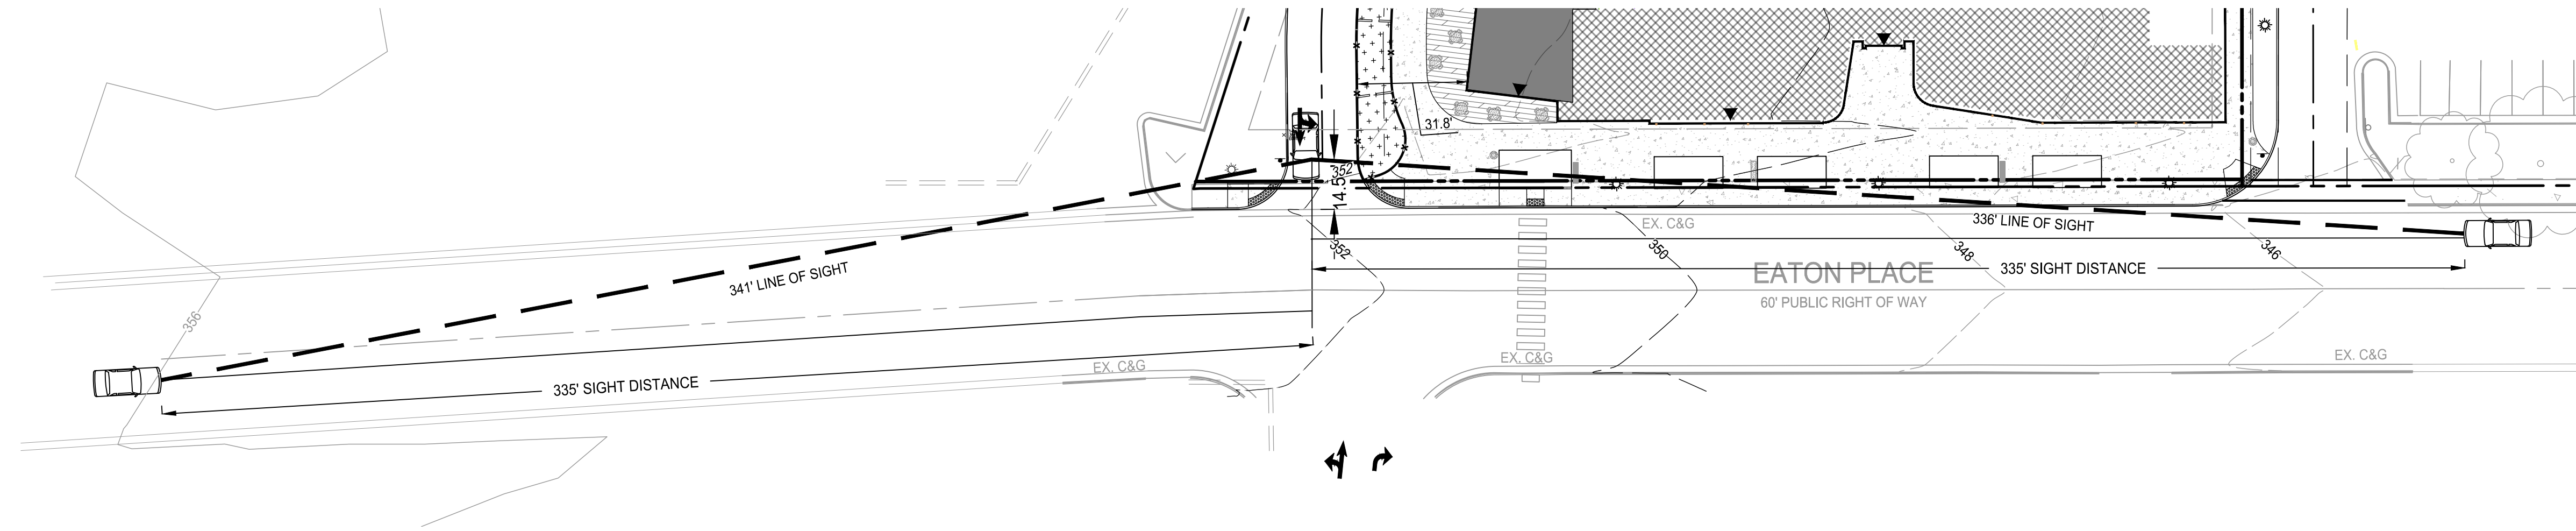 31.8'
352
14.5'
EX. C&G
336' LINE OF SIGHT
352
350
348
346
341' LINE OF SIGHT
EATON PLACE
335' SIGHT DISTANCE
60' PUBLIC RIGHT OF WAY
356
EX. C&G
EX. C&G
EX. C&G
335' SIGHT DISTANCE